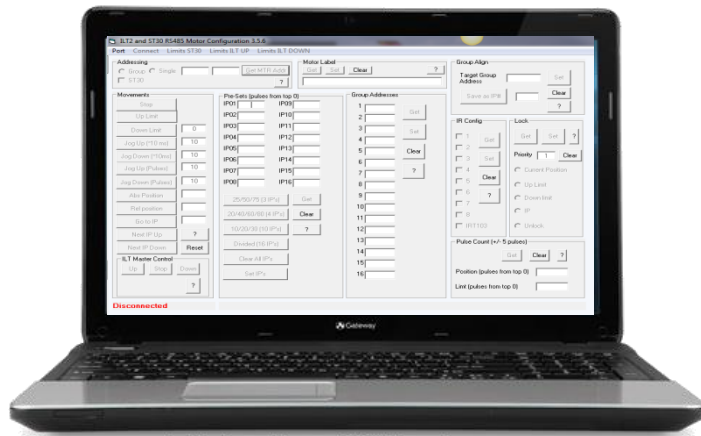 ILT2 and ST30 RS485 Motor Configuration 3.5.6
Port Connect Limits ST30 Limits ILT UP Limits ILT DOWN
Addressing
Group Single Get MTR Addr
ST30 ?
Motor Label
Get Set Clear ?
Group Align
Target Group Address Set
Save as IP# Clear
?
Movements
Stop
Up Limit
Down Limit 0
Jog Up (*10 ms) 10
Jog Down (*10ms) 10
Jog Up (Pulses) 10
Jog Down (Pulses) 10
Abs Position
Rel position
Go to IP
Next IP Up ?
Next IP Down Reset
ILT Master Control
Up Stop Down
?
Pre-Sets (pulses from top 0)
IP01 IP09
IP02 IP10
IP03 IP11
IP04 IP12
IP05 IP13
IP06 IP14
IP07 IP15
IP08 IP16
25/50/75 (3 IP's) Get
20/40/60/80 (4 IP's) Clear
10/20/30 (10 IP's) ?
Divided (16 IP's)
Clear All IP's
Set IP's
Group Addresses
1
2 Get
3
4 Set
5 Clear
6
7 ?
8
9
10
11
12
13
14
15
16
IR Config
1 Get
2
3 Set
4
5 Clear
6
7 ?
8
IRT103
Lock
Get Set ?
Priority 1 Clear
Current Position
Up Limit
Down limit
IP
Unlock
Pulse Count (+/- 5 pulses)
Get Clear ?
Position (pulses from top 0)
Limit (pulses from top 0)
Disconnected
Gateway